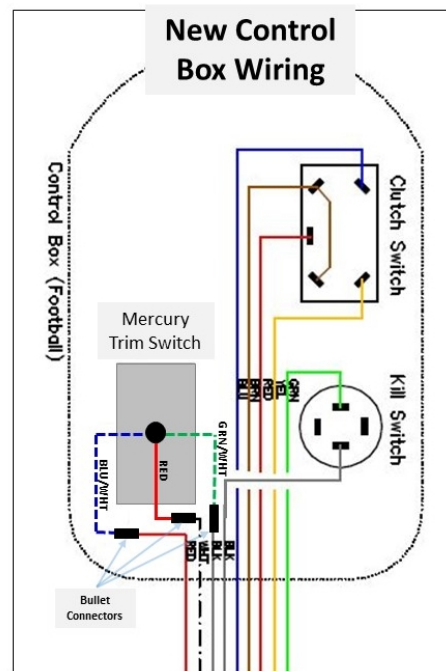 New Control
Box Wiring
Control Box (Football)
Clutch Switch
Mercury
Trim Switch
BLU
BRN
RED
YEL
GRN
Kill Switch
GRN/WHT
BLU/WHT
RED
RED
WHT
BLK
BLK
Bullet
Connectors